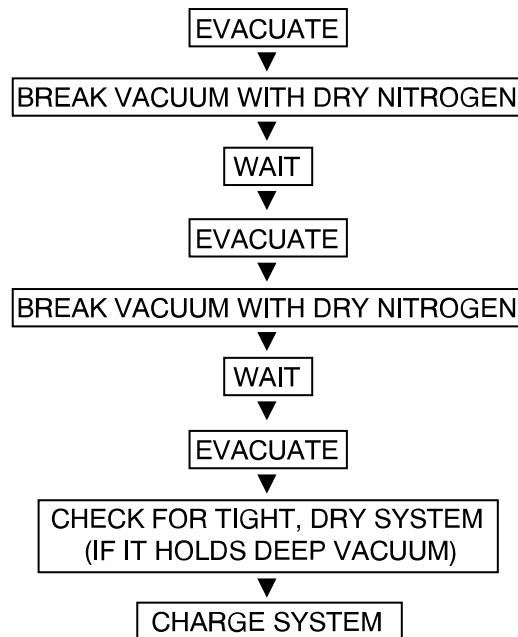 EVACUATE
BREAK VACUUM WITH DRY NITROGEN
WAIT
EVACUATE
BREAK VACUUM WITH DRY NITROGEN
WAIT
EVACUATE
CHECK FOR TIGHT, DRY SYSTEM
(IF IT HOLDS DEEP VACUUM)
CHARGE SYSTEM